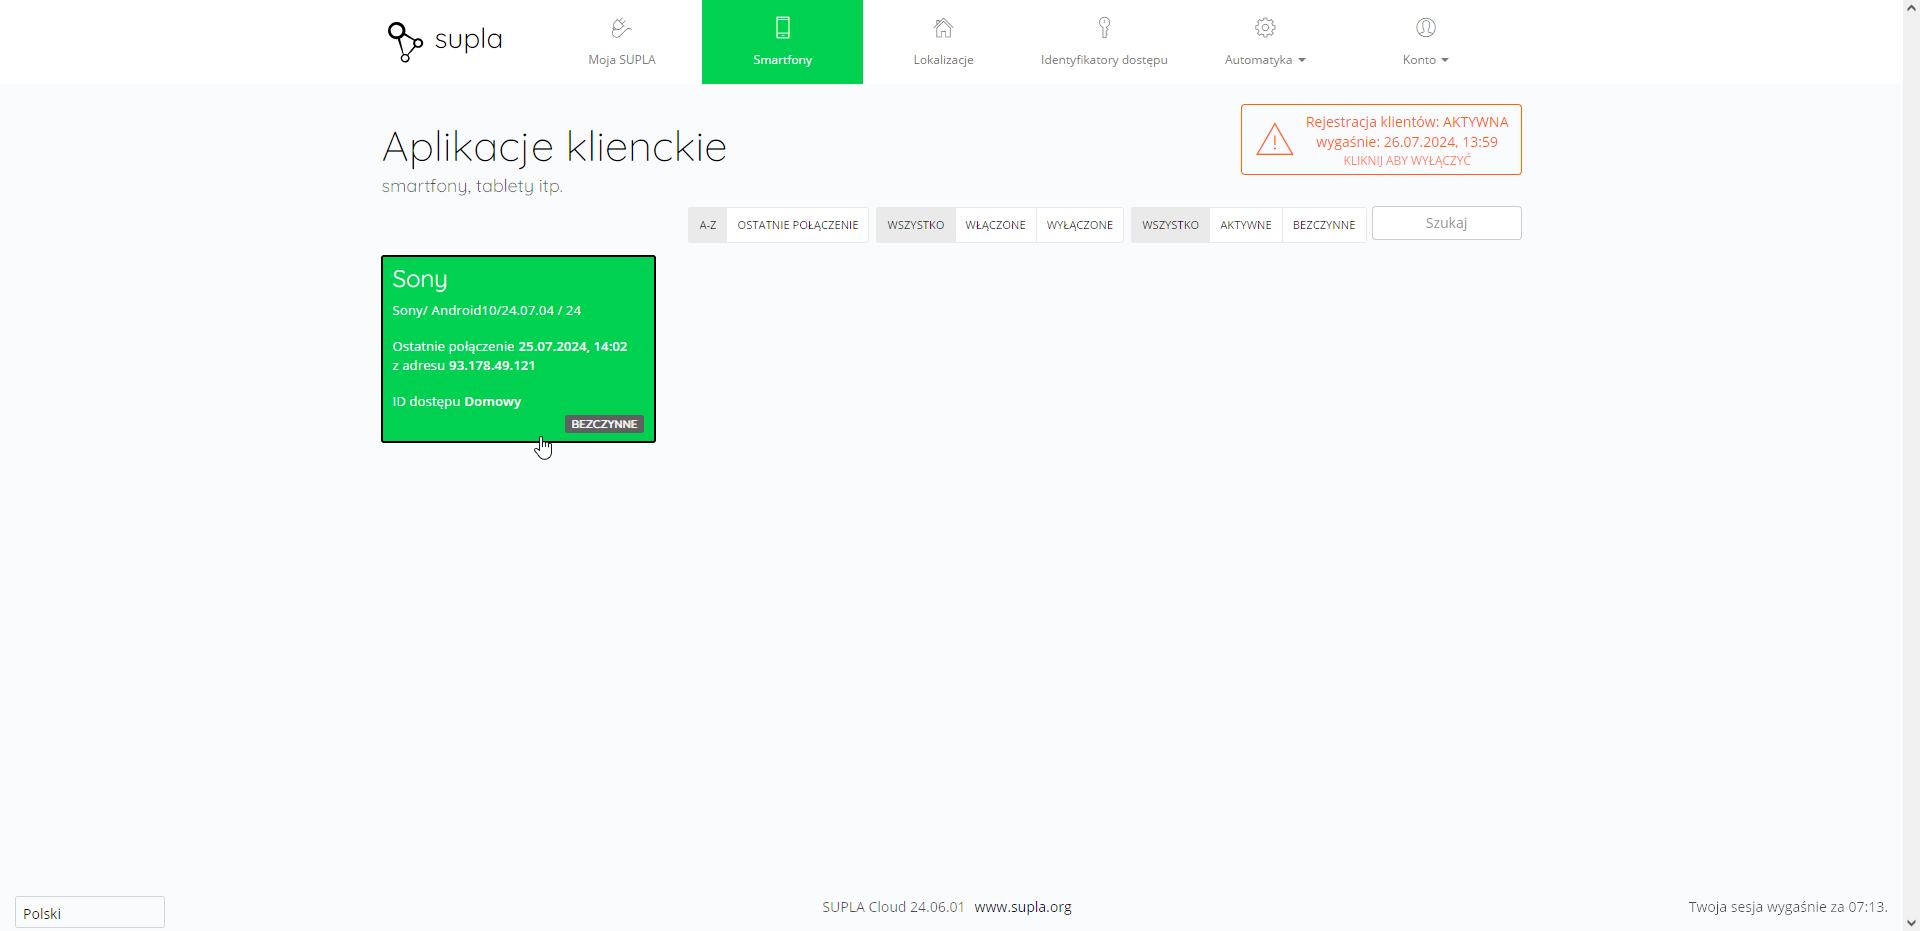 supla
Moja SUPLA
Smartfony
Lokalizacje
Identyfikatory dostępu
Automatyka
Konto
Aplikacje klienckie
smartfony, tablety itp.
Rejestracja klientów: AKTYWNA
wygaśnie: 26.07.2024, 13:59
KLIKNIJ ABY WYŁĄCZYĆ
A-Z
OSTATNIE POŁĄCZENIE
WSZYSTKO
WŁĄCZONE
WYŁĄCZONE
WSZYSTKO
AKTYWNE
BEZCZYNNE
Szukaj
Sony
Sony/ Android10/24.07.04 / 24
Ostatnie połączenie 25.07.2024, 14:02
z adresu 93.178.49.121
ID dostępu Domowy
BEZCZYNNE
Polski
SUPLA Cloud 24.06.01 www.supla.org
Twoja sesja wygaśnie za 07:13.